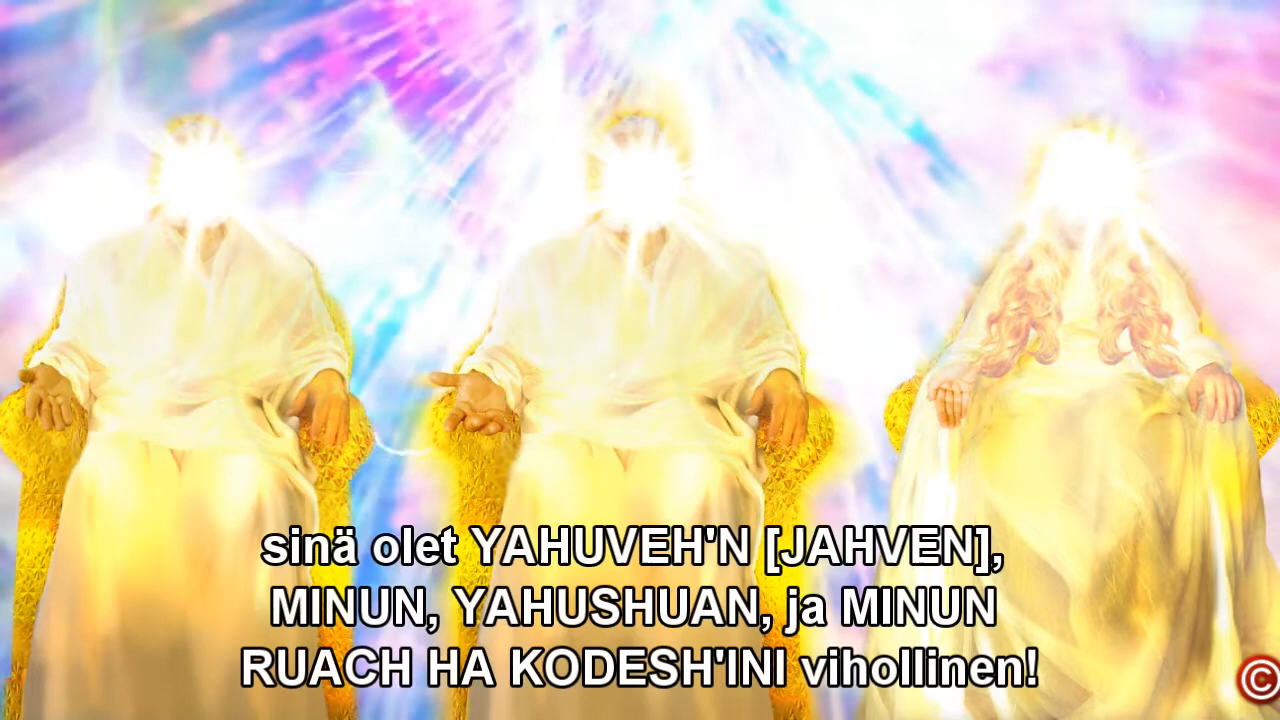 sinä olet YAHUVEH'N [JAHVEN],
MINUN, YAHUSHUAN, ja MINUN
RUACH HA KODESH'INI vihollinen!
©